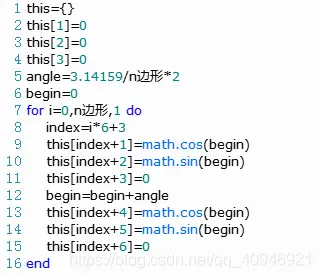 1 this={}
2 this[1]=0
3 this[2]=0
4 this[3]=0
5 angle=3.14159/n边形*2
6 begin=0
7 for i=0,n边形,1 do
8 index=i*6+3
9 this[index+1]=math.cos(begin)
10 this[index+2]=math.sin(begin)
11 this[index+3]=0
12 begin=begin+angle
13 this[index+4]=math.cos(begin)
14 this[index+5]=math.sin(begin)
15 this[index+6]=0
16 end
https://blog.csdn.net/qq_40946921